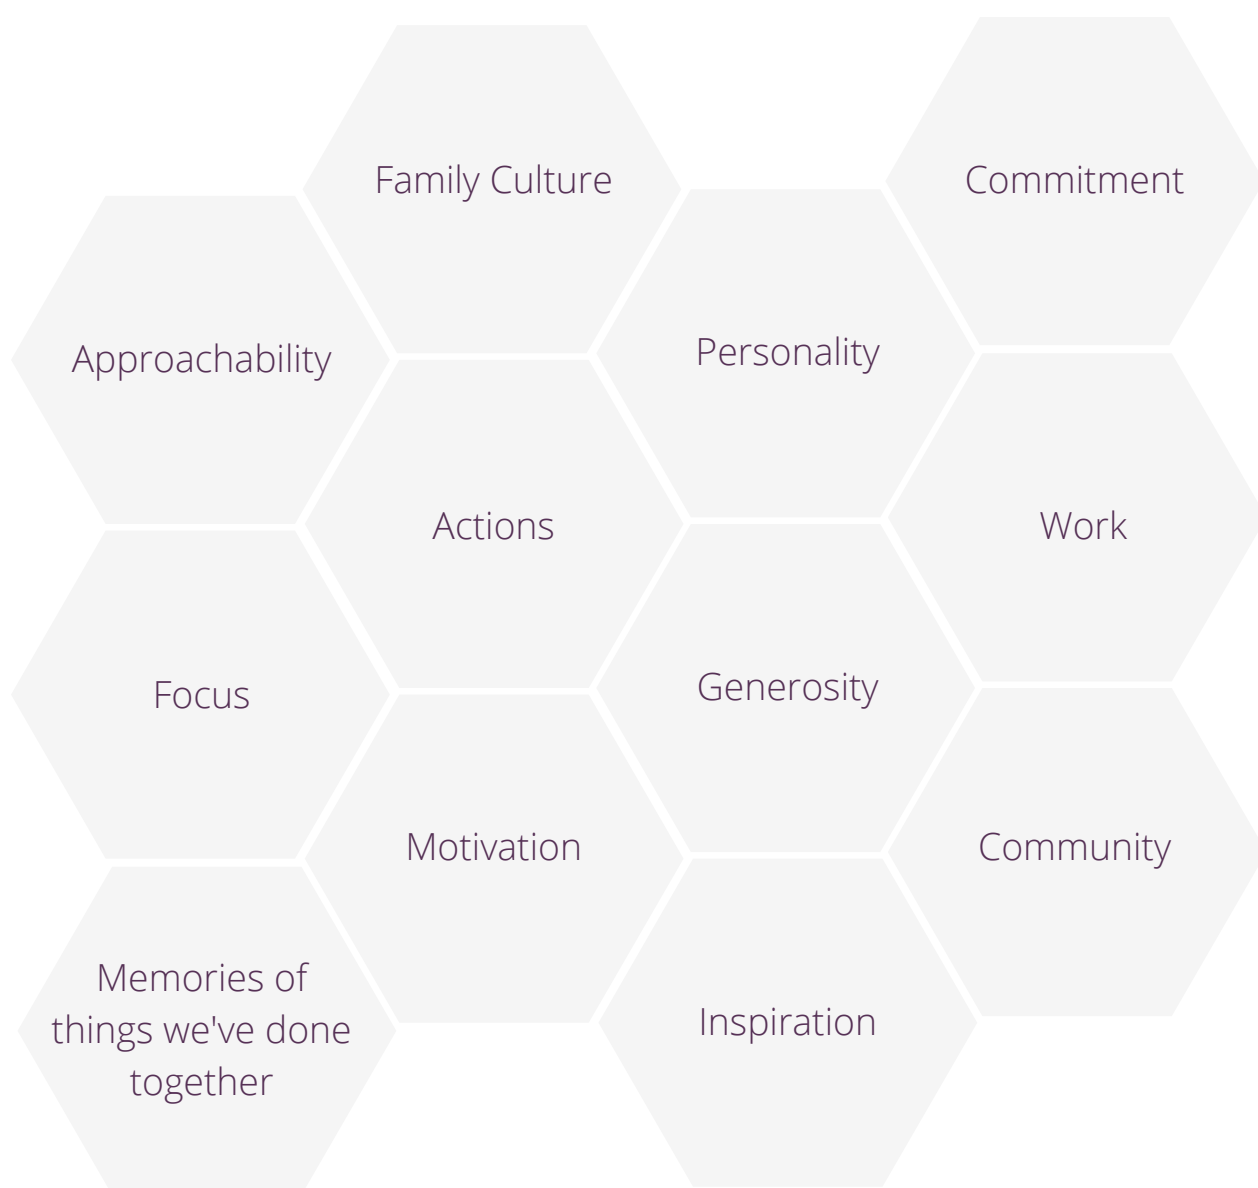 Family Culture
Commitment
Approachability
Personality
Actions
Work
Focus
Generosity
Motivation
Community
Memories of
things we've done
together
Inspiration